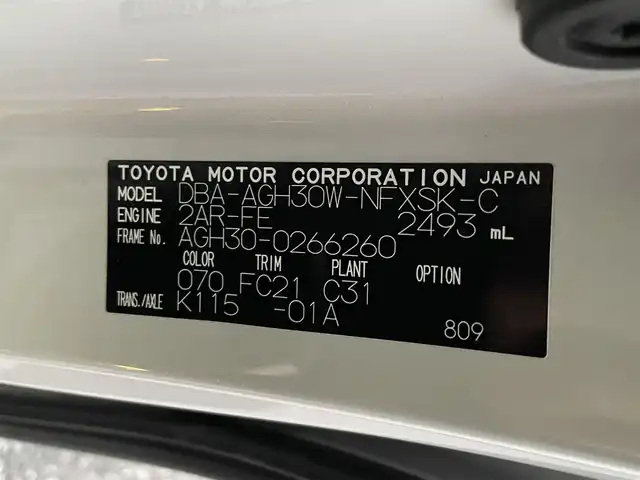 TOYOTA MOTOR CORPORATION JAPAN
MODEL DBA-AGH30W-NFXSK-C
ENGINE 2AR-FE 2493 mL
FRAME No. AGH30-0266260
COLOR TRIM PLANT OPTION
070 FC21 C31
TRANS./AXLE K115 -01A
809